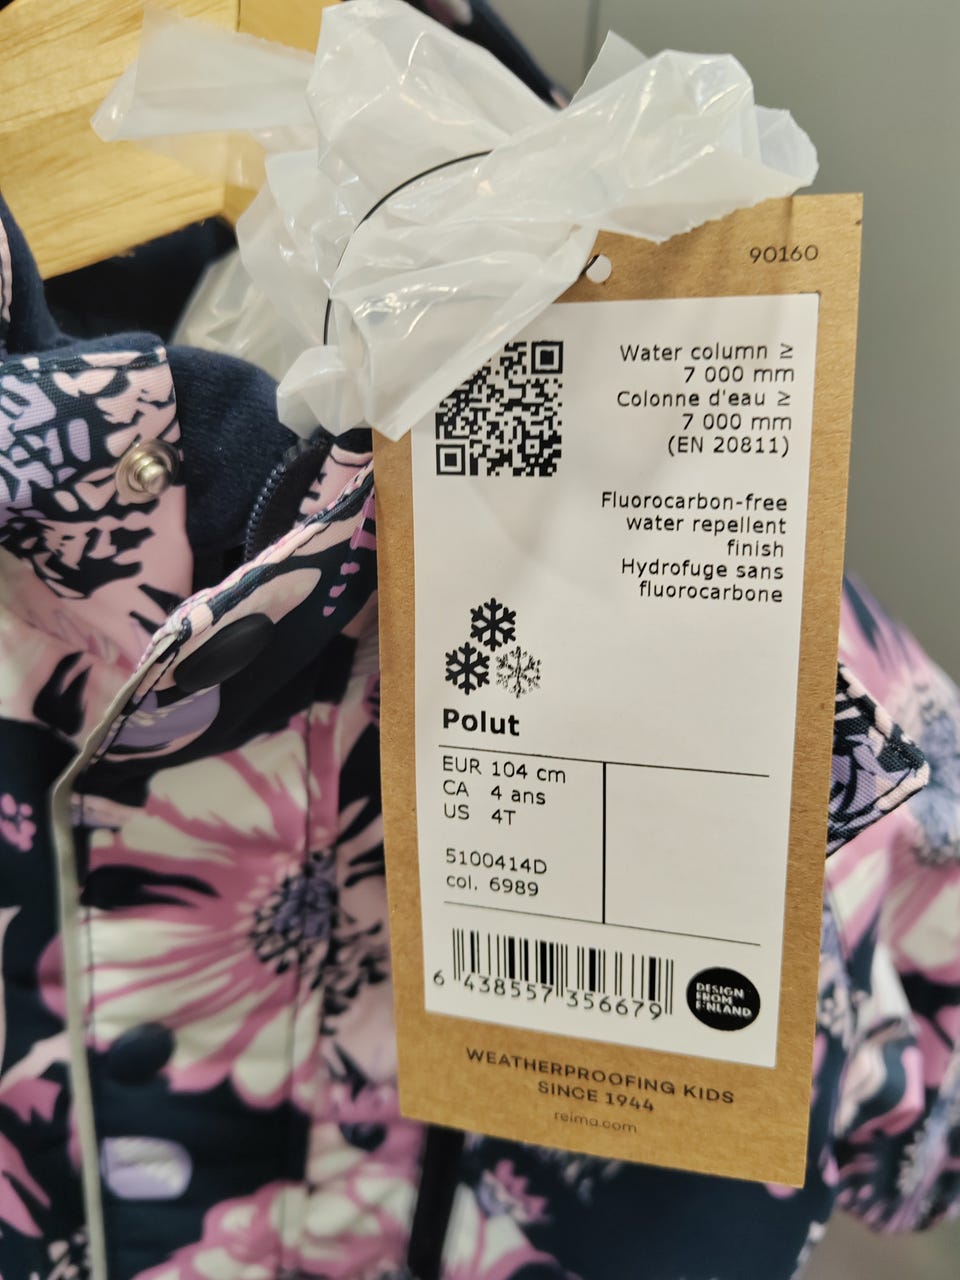 90160
Water column ≥
7 000 mm
Colonne d'eau ≥
7 000 mm
(EN 20811)
Fluorocarbon-free
water repellent
finish
Hydrofuge sans
fluorocarbone
Polut
EUR 104 cm
CA 4 ans
US 4T
5100414D
col. 6989
6 438557 356679
DESIGN
FROM
FINLAND
WEATHERPROOFING KIDS
SINCE 1944
reima.com